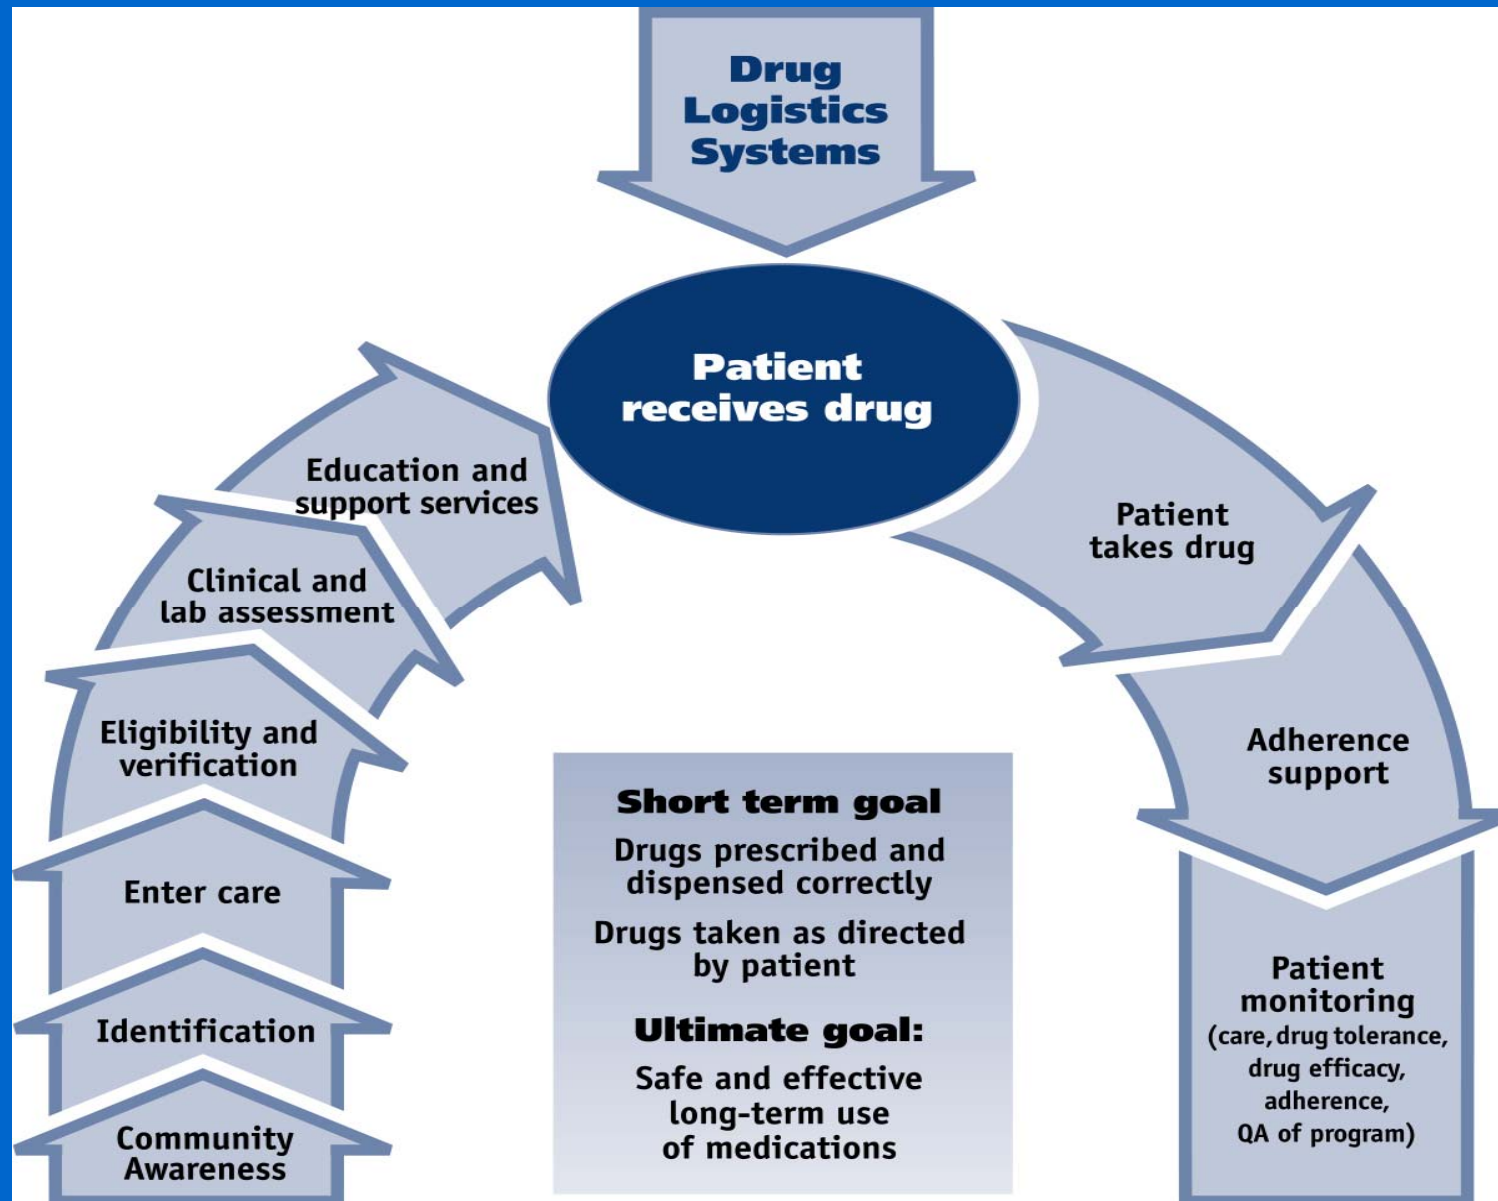 Drug
Logistics
Systems
Patient
receives drug
Education and
support services
Clinical and
lab assessment
Eligibility and
verification
Enter care
Identification
Community
Awareness
Patient
takes drug
Adherence
support
Patient
monitoring
(care, drug tolerance,
drug efficacy,
adherence,
QA of program)
Short term goal
Drugs prescribed and
dispensed correctly
Drugs taken as directed
by patient
Ultimate goal:
Safe and effective
long-term use
of medications